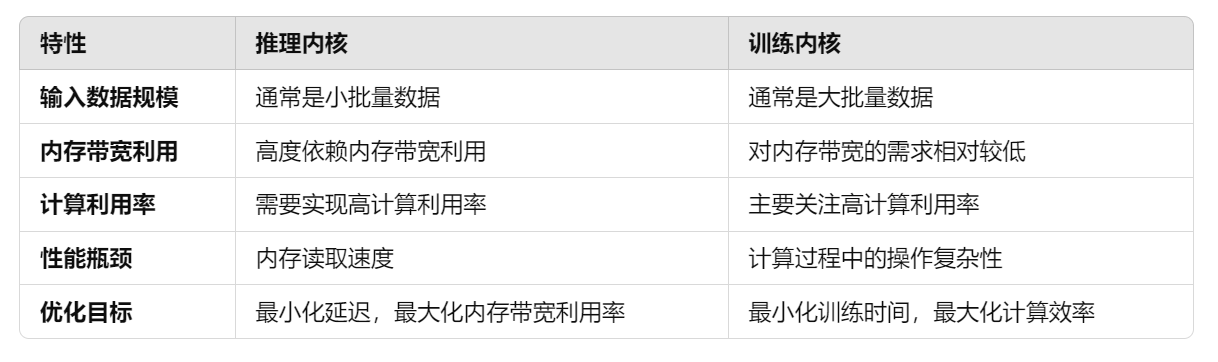 特性 推理内核 训练内核
输入数据规模 通常是小批量数据 通常是大批量数据
内存带宽利用 高度依赖内存带宽利用 对内存带宽的需求相对较低
计算利用率 需要实现高计算利用率 主要关注高计算利用率
性能瓶颈 内存读取速度 计算过程中的操作复杂性
优化目标 最小化延迟，最大化内存带宽利用率 最小化训练时间，最大化计算效率